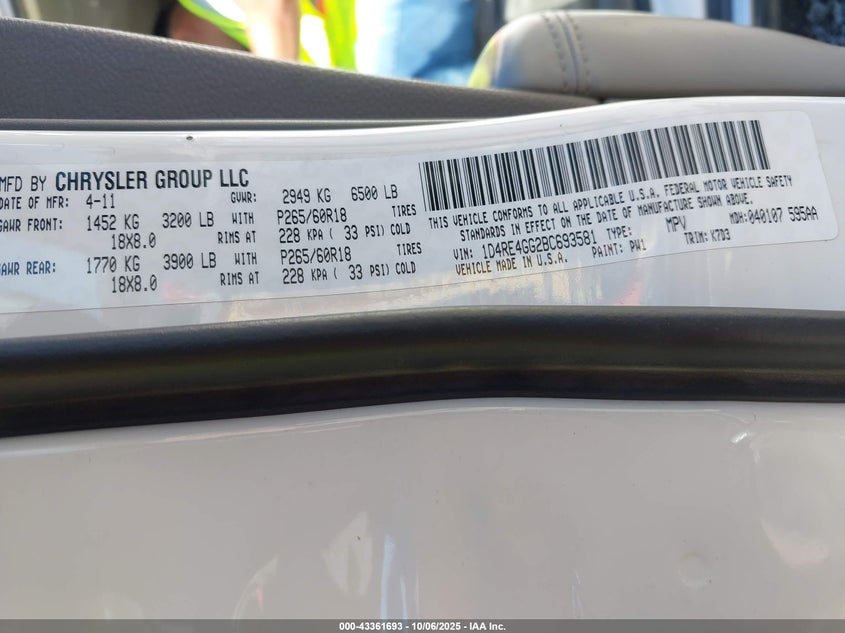 MFD BY CHRYSLER GROUP LLC
DATE OF MFR: 4-11 GVWR: 2949 KG 6500 LB
GAWR FRONT: 1452 KG 3200 LB WITH P265/60R18 TIRES
18X8.0 RIMS AT 228 KPA ( 33 PSI) COLD
GAWR REAR: 1770 KG 3900 LB WITH P265/60R18 TIRES
18X8.0 RIMS AT 228 KPA ( 33 PSI) COLD
THIS VEHICLE CONFORMS TO ALL APPLICABLE U.S.A. FEDERAL MOTOR VEHICLE SAFETY
STANDARDS IN EFFECT ON THE DATE OF MANUFACTURE SHOWN ABOVE.
VIN: 1D4RE4GG2BC693581 TYPE: MPV MDH: 040107 595AA
VEHICLE MADE IN U.S.A. PAINT: PW1 TRIM: K7D3
000-43361693 - 10/06/2025 - IAA Inc.